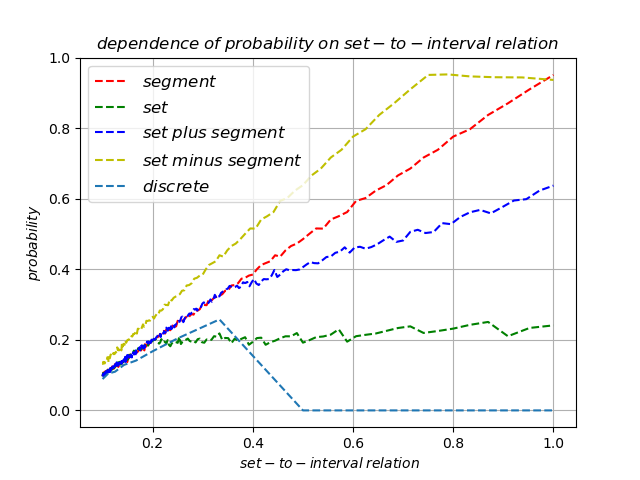 dependence of probability on set − to − interval relation
1.0
0.8
0.6
0.4
0.2
0.0
probability
segment
set
set plus segment
set minus segment
discrete
0.2 0.4 0.6 0.8 1.0
set − to − interval relation